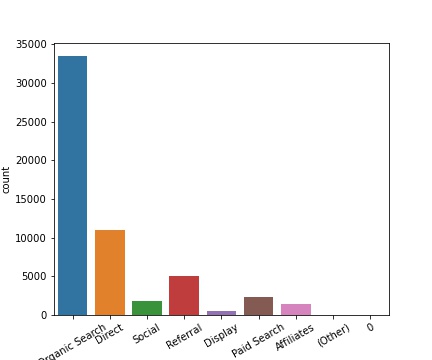 35000
30000
25000
20000
15000
10000
5000
0
count
Organic Search
Direct
Social
Referral
Display
Paid Search
Affiliates
(Other)
0